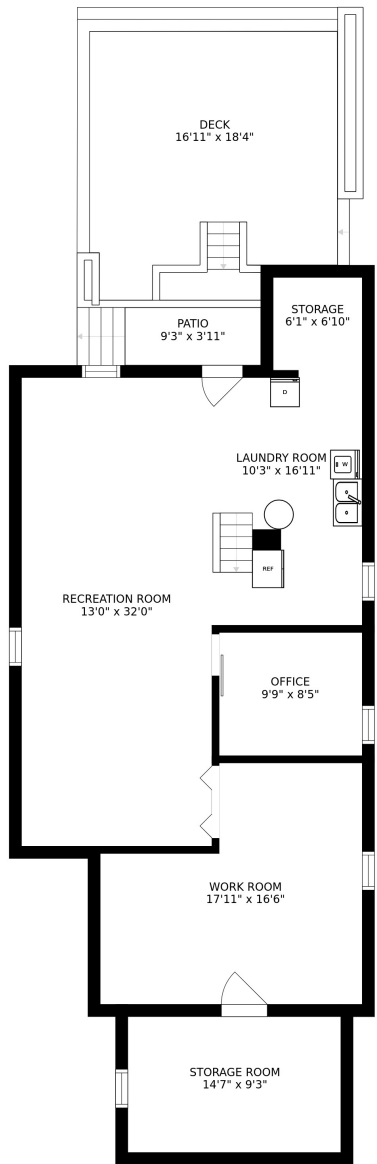 DECK
16'11" x 18'4"
STORAGE
6'1" x 6'10"
PATIO
9'3" x 3'11"
D
LAUNDRY ROOM
10'3" x 16'11"
W
REF
RECREATION ROOM
13'0" x 32'0"
OFFICE
9'9" x 8'5"
WORK ROOM
17'11" x 16'6"
STORAGE ROOM
14'7" x 9'3"